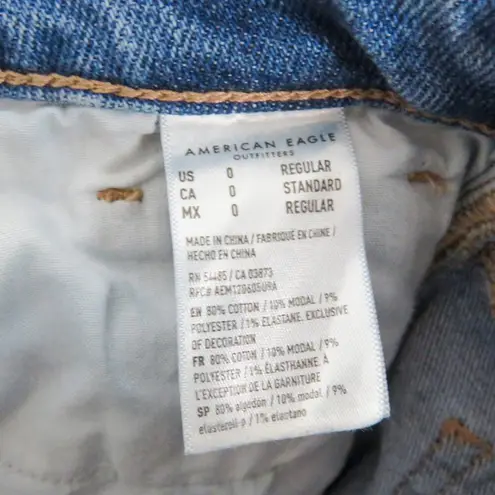 AMERICAN EAGLE
OUTFITTERS
US 0 REGULAR
CA 0 STANDARD
MX 0 REGULAR
MADE IN CHINA / FABRIQUÉ EN CHINE /
HECHO EN CHINA
RN 54485 / CA 03873
RFC# AEM120605U9A
EN 80% COTTON / 10% MODAL / 9%
POLYESTER / 1% ELASTANE. EXCLUSIVE
OF DECORATION
FR 80% COTON / 10% MODAL / 9%
POLYESTER / 1% ÉLASTHANNE. À
L'EXCEPTION DE LA GARNITURE
SP 80% algodón / 10% modal / 9%
elasterell-p / 1% elastano